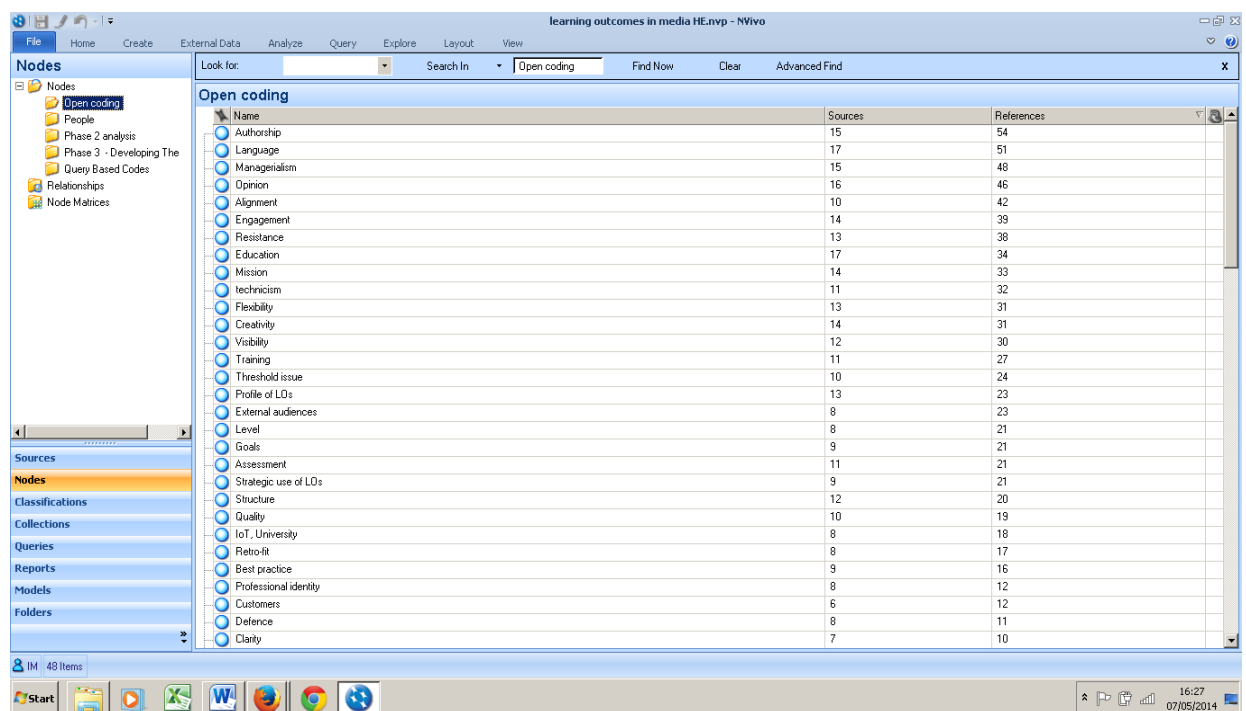 learning outcomes in media HE.nvp - NVivo
File Home Create External Data Analyze Query Explore Layout View
Nodes
Look for: Search In Open coding Find Now Clear Advanced Find x
Nodes
Open coding
People
Phase 2 analysis
Phase 3 - Developing The
Query Based Codes
Relationships
Node Matrices
Sources
Nodes
Classifications
Collections
Queries
Reports
Models
Folders
Open coding
Name Sources References
Authorship 15 54
Language 17 51
Managerialism 15 48
Opinion 16 46
Alignment 10 42
Engagement 14 39
Resistance 13 38
Education 17 34
Mission 14 33
technicism 11 32
Flexibility 13 31
Creativity 14 31
Visibility 12 30
Training 11 27
Threshold issue 10 24
Profile of LOs 13 23
External audiences 8 23
Level 8 21
Goals 9 21
Assessment 11 21
Strategic use of LOs 9 21
Structure 12 20
Quality 10 19
IoT, University 8 18
Retro-fit 8 17
Best practice 9 16
Professional identity 8 12
Customers 6 12
Defence 8 11
Clarity 7 10
IM 48 Items
Start 16:27
07/05/2014